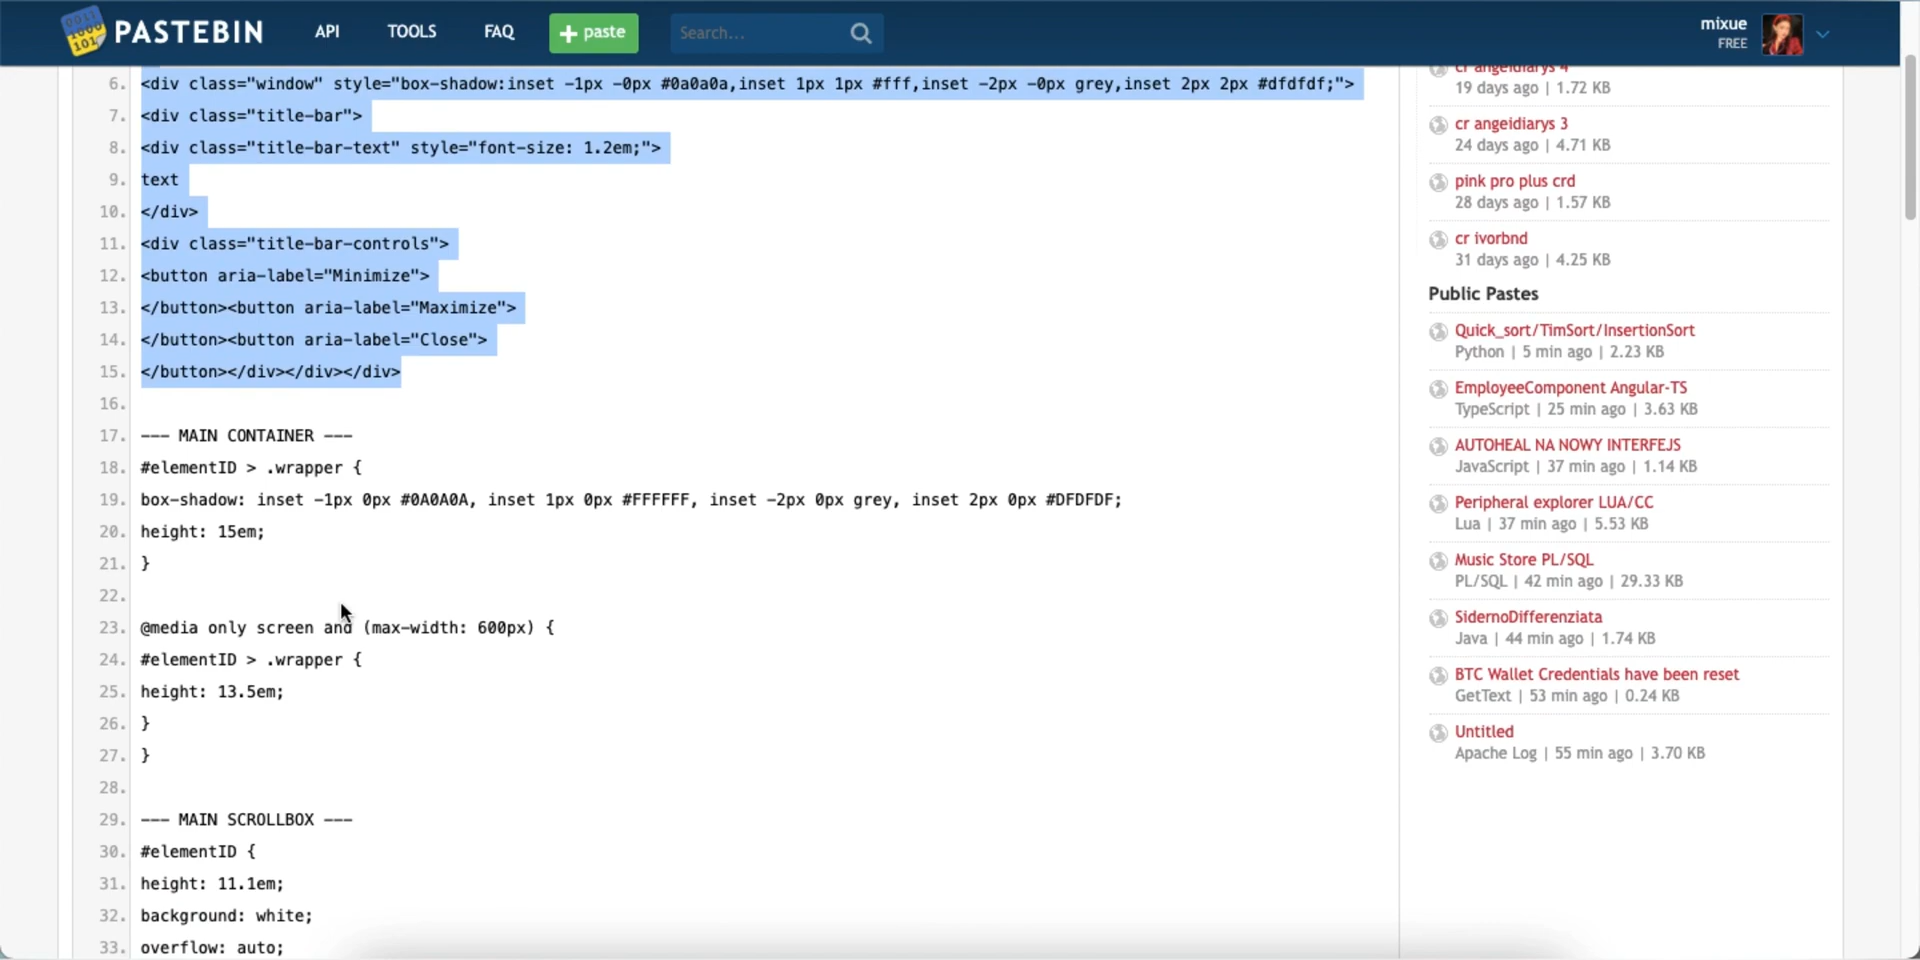 PASTEBIN API TOOLS FAQ + paste Search... mixue
FREE
6. <div class="window" style="box-shadow:inset -1px -0px #0a0a0a,inset 1px 1px #fff,inset -2px -0px grey,inset 2px 2px #dfdfdf;">
7. <div class="title-bar">
8. <div class="title-bar-text" style="font-size: 1.2em;">
9. text
10. </div>
11. <div class="title-bar-controls">
12. <button aria-label="Minimize">
13. </button><button aria-label="Maximize">
14. </button><button aria-label="Close">
15. </button></div></div></div>
16.
17. --- MAIN CONTAINER ---
18. #elementID > .wrapper {
19. box-shadow: inset -1px 0px #0A0A0A, inset 1px 0px #FFFFFF, inset -2px 0px grey, inset 2px 0px #DFDFDF;
20. height: 15em;
21. }
22.
23. @media only screen and (max-width: 600px) {
24. #elementID > .wrapper {
25. height: 13.5em;
26. }
27. }
28.
29. --- MAIN SCROLLBOX ---
30. #elementID {
31. height: 11.1em;
32. background: white;
33. overflow: auto;
cr angeidiarys 4
19 days ago | 1.72 KB
cr angeidiarys 3
24 days ago | 4.71 KB
pink pro plus crd
28 days ago | 1.57 KB
cr ivorbnd
31 days ago | 4.25 KB
Public Pastes
Quick_sort/TimSort/InsertionSort
Python | 5 min ago | 2.23 KB
EmployeeComponent Angular-TS
TypeScript | 25 min ago | 3.63 KB
AUTOHEAL NA NOWY INTERFEJS
JavaScript | 37 min ago | 1.14 KB
Peripheral explorer LUA/CC
Lua | 37 min ago | 5.53 KB
Music Store PL/SQL
PL/SQL | 42 min ago | 29.33 KB
SidernoDifferenziata
Java | 44 min ago | 1.74 KB
BTC Wallet Credentials have been reset
GetText | 53 min ago | 0.24 KB
Untitled
Apache Log | 55 min ago | 3.70 KB